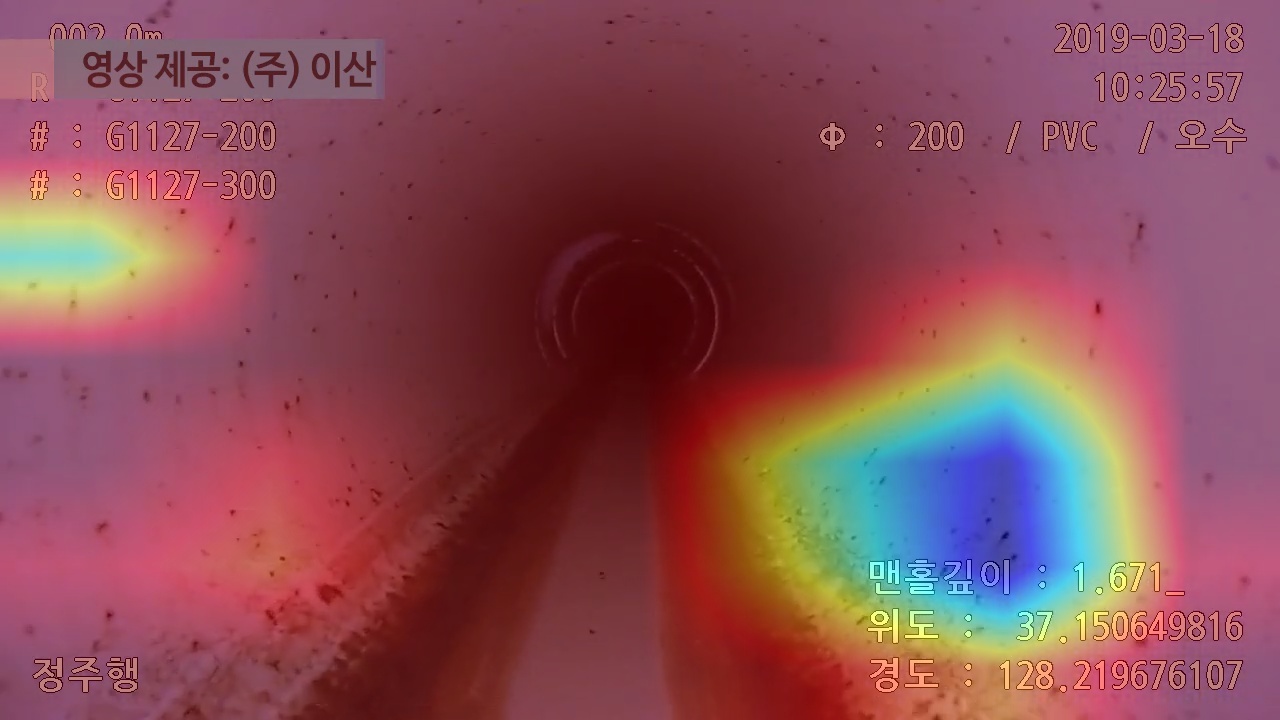 002.0m
영상 제공: (주) 이산
# : G1127-200
# : G1127-300
2019-03-18
10:25:57
Φ : 200 / PVC / 오수
맨홀깊이 : 1.671_
위도 : 37.150649816
경도 : 128.219676107
정주행